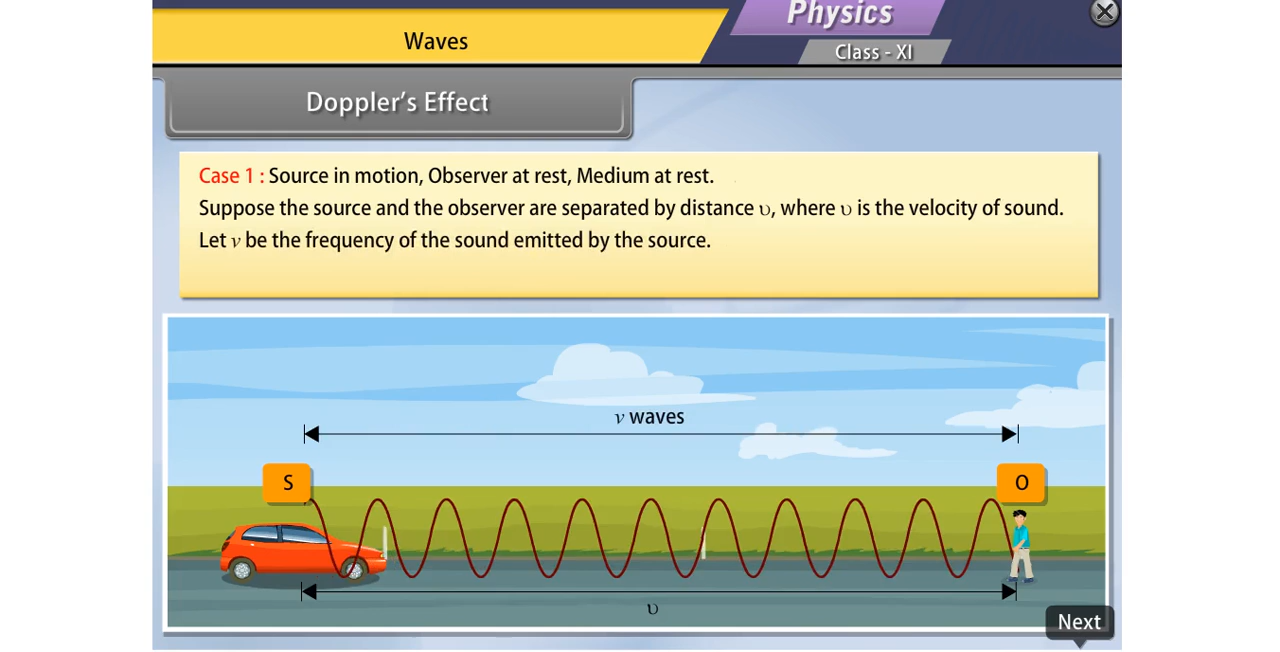 Physics
Waves
Class - XI
Doppler's Effect
Case 1 : Source in motion, Observer at rest, Medium at rest.
Suppose the source and the observer are separated by distance υ, where υ is the velocity of sound.
Let ν be the frequency of the sound emitted by the source.
ν waves
S
O
υ
Next